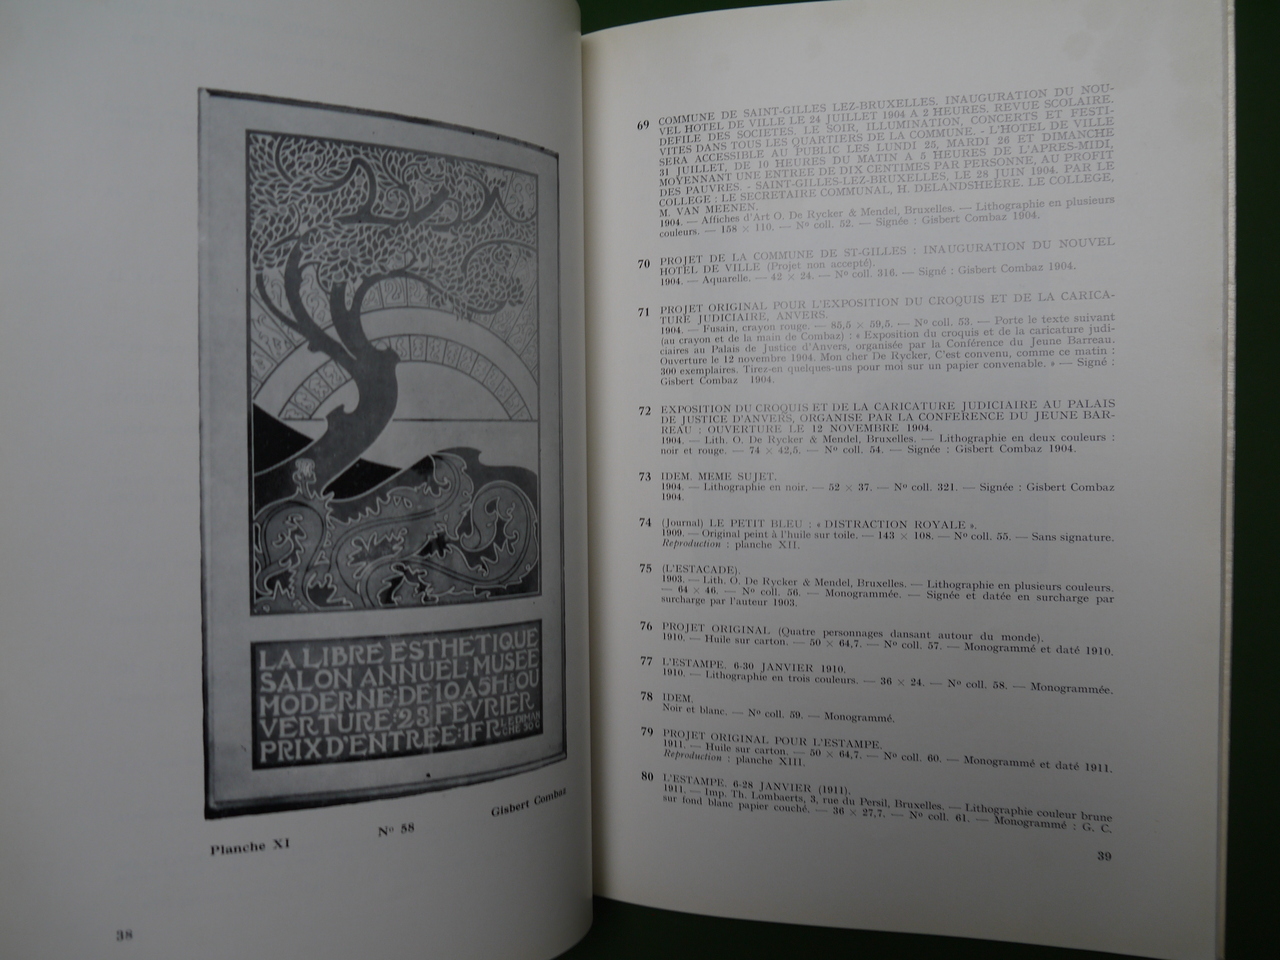 LA LIBRE ESTHETIQUE
SALON ANNUEL: MUSEE
MODERNE: DE 10 A 5 H: OU
VERTURE: 23 FEVRIER
PRIX D'ENTREE: 1FR LE DIMAN
CHE 50 C
Planche XI
Nº 58
Gisbert Combaz
38
69 COMMUNE DE SAINT-GILLES LEZ-BRUXELLES. INAUGURATION DU NOU-
VEL HOTEL DE VILLE LE 24 JUILLET 1904 A 2 HEURES. REVUE SCOLAIRE.
DEFILE DES SOCIETES. LE SOIR, ILLUMINATION, CONCERTS ET FESTI-
VITES DANS TOUS LES QUARTIERS DE LA COMMUNE. - L'HOTEL DE VILLE
SERA ACCESSIBLE AU PUBLIC LES LUNDI 25, MARDI 26 ET DIMANCHE
31 JUILLET, DE 10 HEURES DU MATIN A 5 HEURES DE L'APRES-MIDI,
MOYENNANT UNE ENTREE DE DIX CENTIMES PAR PERSONNE, AU PROFIT
DES PAUVRES. - SAINT-GILLES-LEZ-BRUXELLES, LE 28 JUIN 1904. PAR LE
COLLEGE ; LE SECRETAIRE COMMUNAL, H. DELANDSHEERE. LE COLLEGE,
M. VAN MEENEN.
1904. — Affiches d'Art O. De Rycker & Mendel, Bruxelles. — Lithographie en plusieurs
couleurs. — 158 × 110. — Nº coll. 52. — Signée : Gisbert Combaz 1904.
70 PROJET DE LA COMMUNE DE ST-GILLES : INAUGURATION DU NOUVEL
HOTEL DE VILLE (Projet non accepté).
1904. — Aquarelle. — 42 × 24. — Nº coll. 316. — Signé : Gisbert Combaz 1904.
71 PROJET ORIGINAL POUR L'EXPOSITION DU CROQUIS ET DE LA CARICA-
TURE JUDICIAIRE, ANVERS.
1904. — Fusain, crayon rouge. — 85,5 × 59,5. — Nº coll. 53. — Porte le texte suivant
(au crayon et de la main de Combaz) : « Exposition du croquis et de la caricature judi-
ciaires au Palais de Justice d'Anvers, organisée par la Conférence du Jeune Barreau.
Ouverture le 12 novembre 1904. Mon cher De Rycker, C'est convenu, comme ce matin :
300 exemplaires. Tirez-en quelques-uns pour moi sur un papier convenable. » — Signé :
Gisbert Combaz 1904.
72 EXPOSITION DU CROQUIS ET DE LA CARICATURE JUDICIAIRE AU PALAIS
DE JUSTICE D'ANVERS, ORGANISE PAR LA CONFERENCE DU JEUNE BAR-
REAU : OUVERTURE LE 12 NOVEMBRE 1904.
1904. — Lith. O. De Rycker & Mendel, Bruxelles. — Lithographie en deux couleurs :
noir et rouge. — 74 × 42,5. — Nº coll. 54. — Signée : Gisbert Combaz 1904.
73 IDEM. MEME SUJET.
1904. — Lithographie en noir. — 52 × 37. — Nº coll. 321. — Signée : Gisbert Combaz
1904.
74 (Journal) LE PETIT BLEU : « DISTRACTION ROYALE ».
1909. — Original peint à l'huile sur toile. — 143 × 108. — Nº coll. 55. — Sans signature.
Reproduction : planche XII.
75 (L'ESTACADE).
1903. — Lith. O. De Rycker & Mendel, Bruxelles. — Lithographie en plusieurs couleurs.
— 64 × 46. — Nº coll. 56. — Monogrammée. — Signée et datée en surcharge par
surcharge par l'auteur 1903.
76 PROJET ORIGINAL (Quatre personnages dansant autour du monde).
1910. — Huile sur carton. — 50 × 64,7. — Nº coll. 57. — Monogrammé et daté 1910.
77 L'ESTAMPE. 6-30 JANVIER 1910.
1910. — Lithographie en trois couleurs. — 36 × 24. — Nº coll. 58. — Monogrammée.
78 IDEM.
Noir et blanc. — Nº coll. 59. — Monogrammé.
79 PROJET ORIGINAL POUR L'ESTAMPE.
1911. — Huile sur carton. — 50 × 64,7. — Nº coll. 60. — Monogrammé et daté 1911.
Reproduction : planche XIII.
80 L'ESTAMPE. 6-28 JANVIER (1911).
1911. — Imp. Th. Lombaerts, 3, rue du Persil, Bruxelles. — Lithographie couleur brune
sur fond blanc papier couché. — 36 × 27,7. — Nº coll. 61. — Monogrammé : G. C.
39